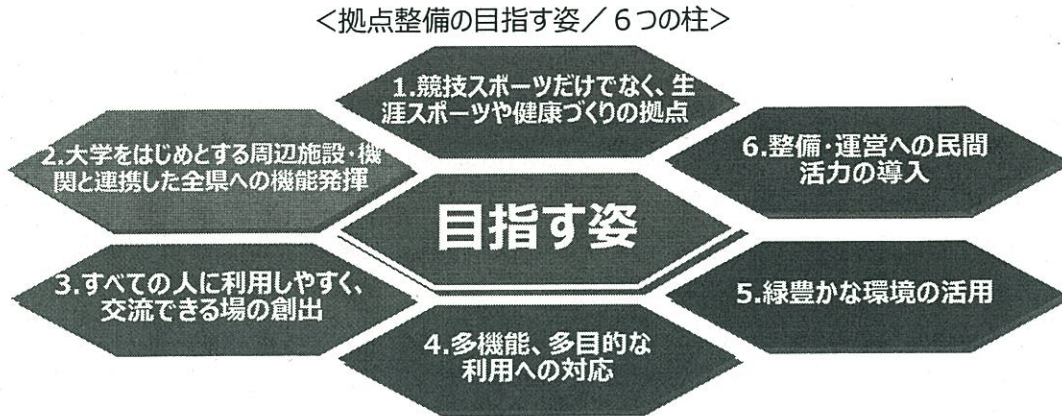 <拠点整備の目指す姿／6つの柱>
1.競技スポーツだけでなく、生
涯スポーツや健康づくりの拠点
2.大学をはじめとする周辺施設・機
関と連携した全県への機能発揮
3.すべての人に利用しやすく、
交流できる場の創出
4.多機能、多目的な
利用への対応
5.緑豊かな環境の活用
6.整備・運営への民間
活力の導入
目指す姿